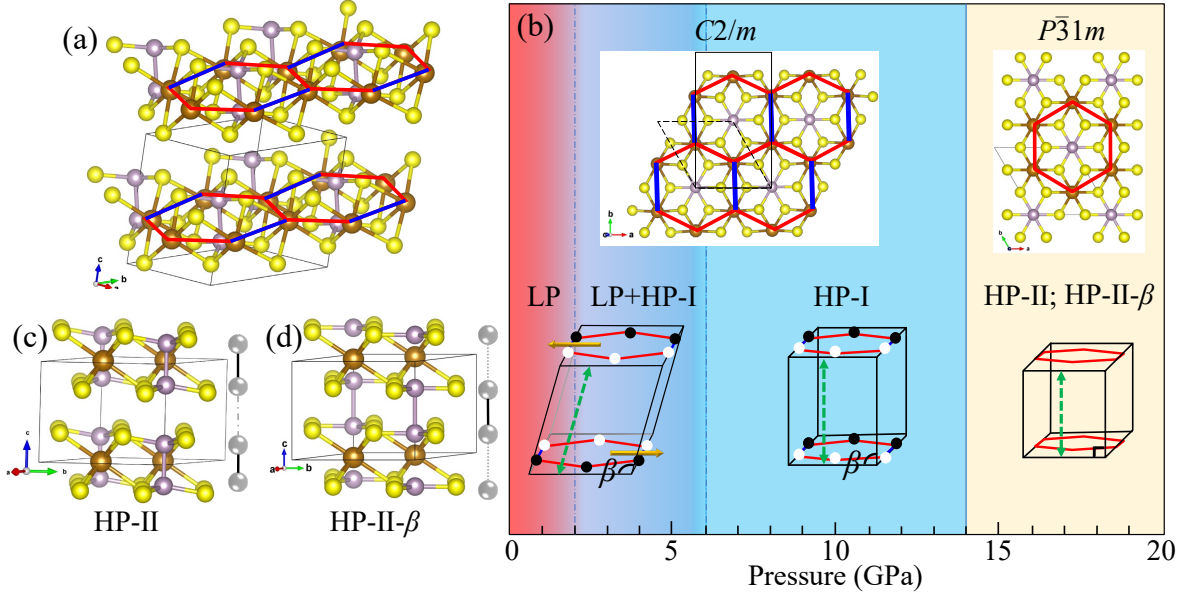 (a)
c
b
a
(b)
C2/m
P3̄1m
b
c a
b
c a
LP
LP+HP-I
HP-I
HP-II; HP-II-β
β
β
(c)
c
a
b
HP-II
(d)
c
a
b
HP-II-β
0
5
10
15
20
Pressure (GPa)